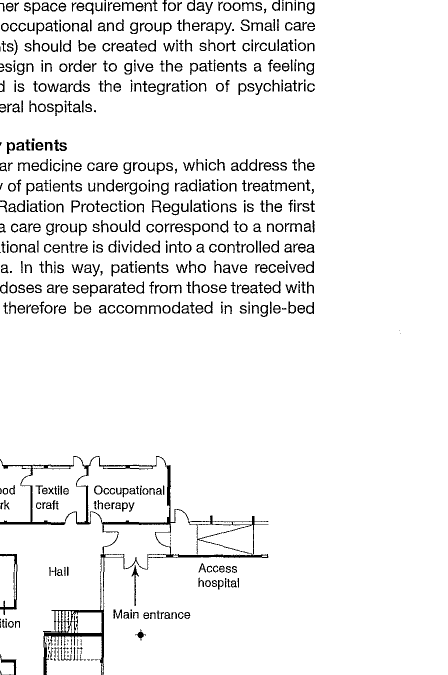 ner space requirement for day rooms, dining
occupational and group therapy. Small care
nts) should be created with short circulation
esign in order to give the patients a feeling
d is towards the integration of psychiatric
eral hospitals.
y patients
ar medicine care groups, which address the
y of patients undergoing radiation treatment,
Radiation Protection Regulations is the first
a care group should correspond to a normal
ational centre is divided into a controlled area
a. In this way, patients who have received
doses are separated from those treated with
therefore be accommodated in single-bed
ood
rk
Textile
craft
Occupational
therapy
Hall
Access
hospital
Main entrance
ition